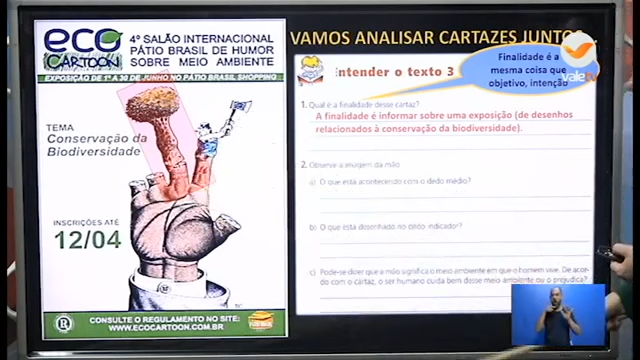 eco
CARTOON
4º SALÃO INTERNACIONAL
PÁTIO BRASIL DE HUMOR
SOBRE MEIO AMBIENTE
EXPOSIÇÃO DE 1º A 30 DE JUNHO NO PÁTIO BRASIL SHOPPING
TEMA
Conservação da
Biodiversidade
INSCRIÇÕES ATÉ
12/04
CONSULTE O REGULAMENTO NO SITE:
WWW.ECOCARTOON.COM.BR
VAMOS ANALISAR CARTAZES JUNTO
Finalidade é a
mesma coisa que
objetivo, intenção
vale
Entender o texto 3
1. Qual é a finalidade desse cartaz?
A finalidade é informar sobre uma exposição (de desenhos
relacionados à conservação da biodiversidade).
2. Observe a imagem da mão
a) O que está acontecendo com o dedo médio?
b) O que está desenhado no dedo indicador?
c) Pode-se dizer que a mão significa o meio ambiente em que o homem vive. De acor-
do com o cartaz, o ser humano cuida bem desse meio ou o prejudica?